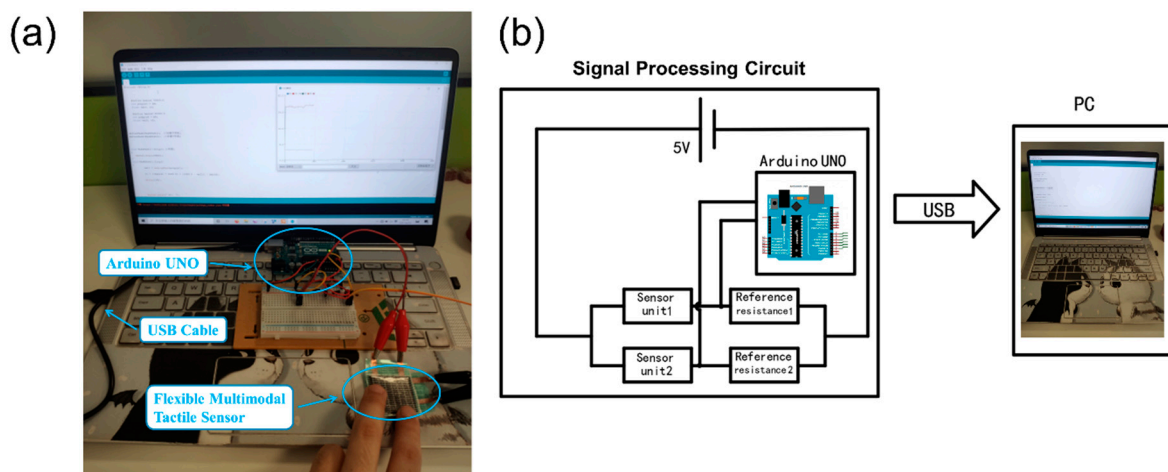 (a)
Arduino UNO
USB Cable
Flexible Multimodal
Tactile Sensor
(b)
Signal Processing Circuit
5V
Arduino UNO
Sensor
unit1
Reference
resistance1
Sensor
unit2
Reference
resistance2
USB
PC